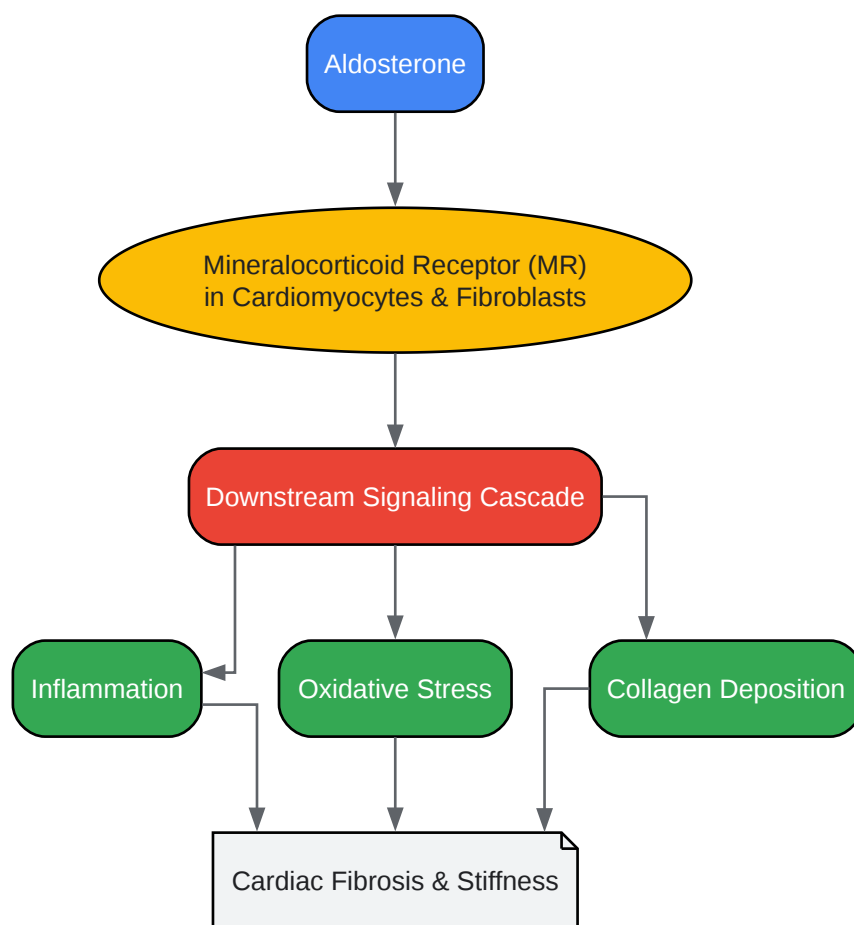 Aldosterone
Mineralocorticoid Receptor (MR)
in Cardiomyocytes & Fibroblasts
Downstream Signaling Cascade
Inflammation
Oxidative Stress
Collagen Deposition
Cardiac Fibrosis & Stiffness